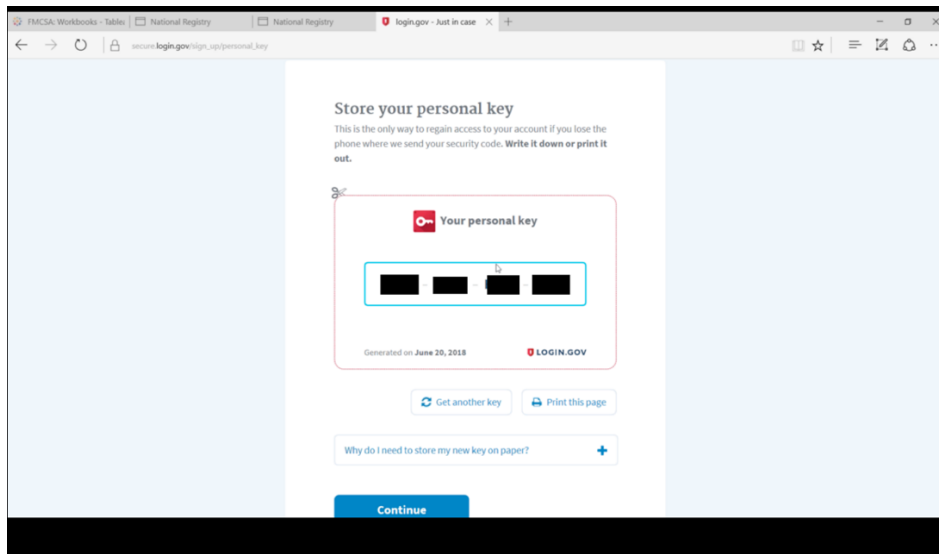 FMCSA: Workbooks - Tables
National Registry
National Registry
login.gov - Just in case
secure.login.gov/sign_up/personal_key
Store your personal key
This is the only way to regain access to your account if you lose the
phone where we send your security code. Write it down or print it
out.
Your personal key
- - -
Generated on June 20, 2018
LOGIN.GOV
Get another key
Print this page
Why do I need to store my new key on paper?
Continue